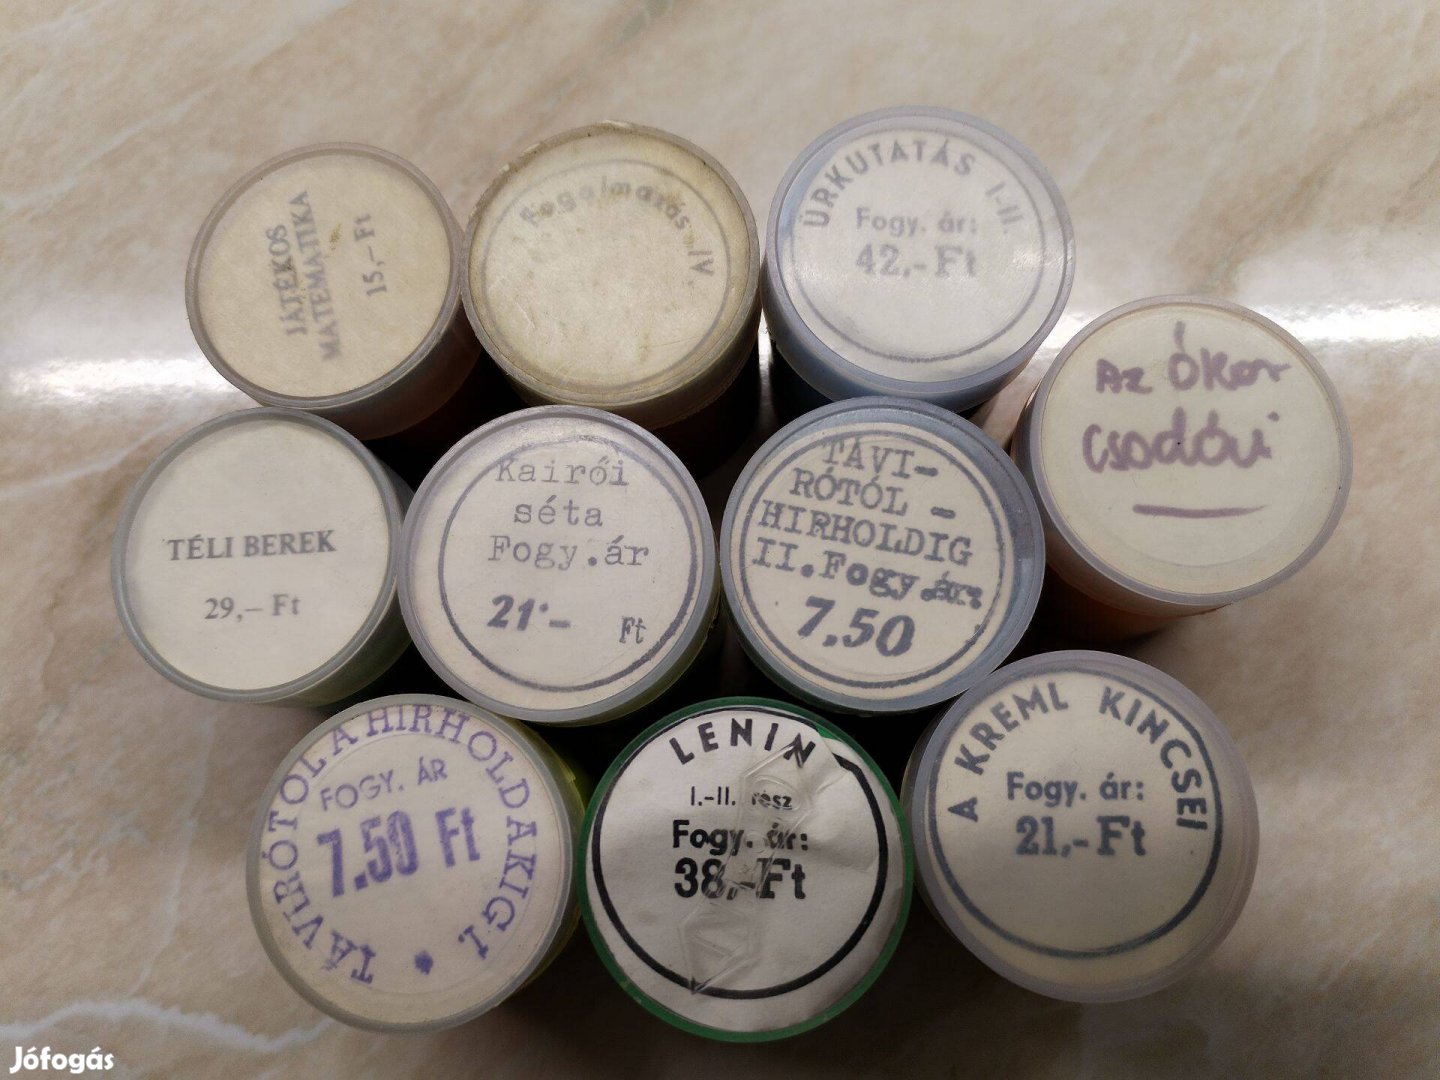 JÁTÉKOS
MATEMATIKA
15,–Ft
Fogalmazás IV
ŰRKUTATÁS I-II.
Fogy. ár:
42,-Ft
Az Ókor
Csodái
TÉLI BEREK
29,– Ft
Kairói
séta
Fogy.ár
21.- Ft
TÁVI-
RÓTÓL -
HIRHOLDIG
II.Fogy.ár:
7,50
TÁVIRÓTOL A HIRHOLDAKIG I.
FOGY. ÁR
7.50 Ft
LENIN
I.-II. rész
Fogy. ár:
38,-Ft
A KREML KINCSEI
Fogy. ár:
21,-Ft
Jófogás